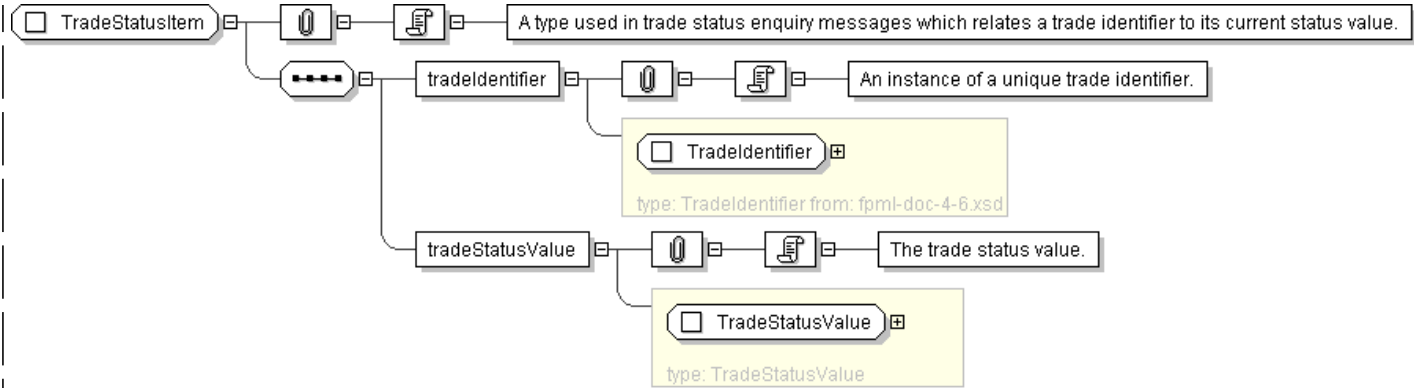 TradeStatusItem
A type used in trade status enquiry messages which relates a trade identifier to its current status value.
tradeIdentifier
An instance of a unique trade identifier.
TradeIdentifier
type: TradeIdentifier from: fpml-doc-4-6.xsd
tradeStatusValue
The trade status value.
TradeStatusValue
type: TradeStatusValue